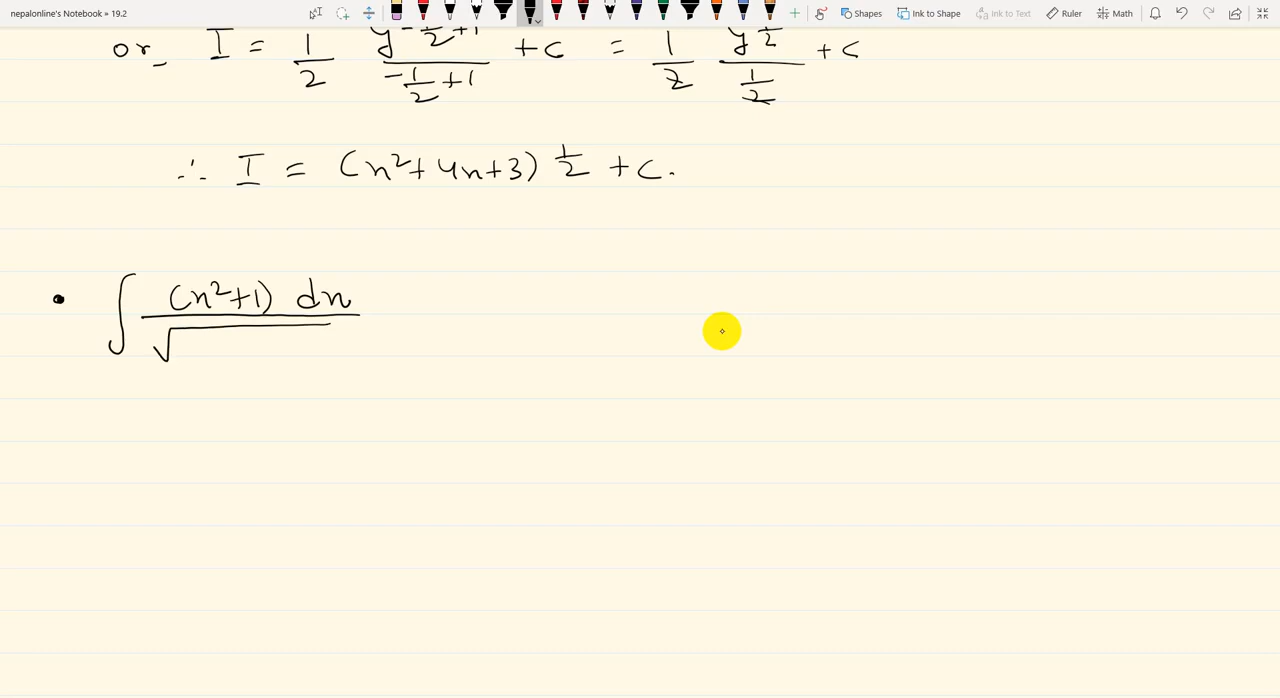 nepalonline's Notebook » 19.2
Shapes Ink to Shape Ink to Text Ruler Math
or, I = 1/2 y^(-1/2+1)/(-1/2+1) + c = 1/2 y^(1/2)/(1/2) + c
∴ I = (x²+4x+3)^(1/2) + c.
• ∫ (x²+1) dx / √